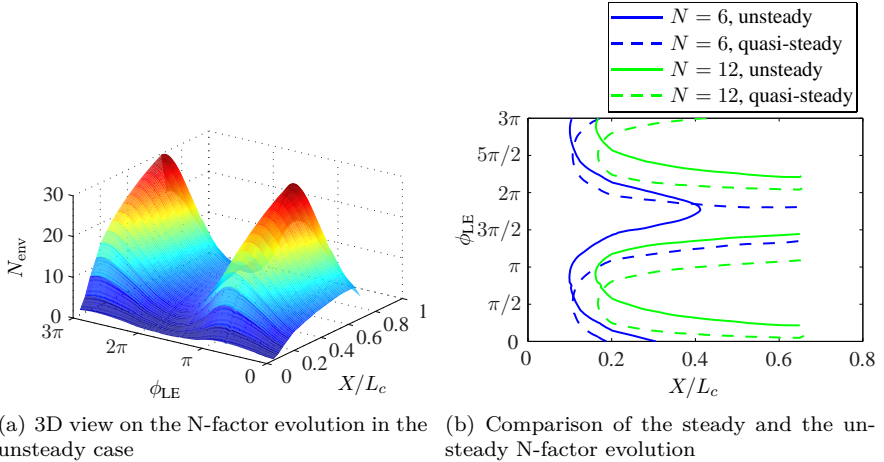 N = 6, unsteady
N = 6, quasi-steady
N = 12, unsteady
N = 12, quasi-steady
30
20
10
0
N_env
3π
2π
π
0
ϕ_LE
0
0.2
0.4
0.6
0.8
1
X/L_c
3π
5π/2
2π
3π/2
π
π/2
0
ϕ_LE
0
0.2
0.4
0.6
0.8
X/L_c
(a) 3D view on the N-factor evolution in the
unsteady case
(b) Comparison of the steady and the un-
steady N-factor evolution